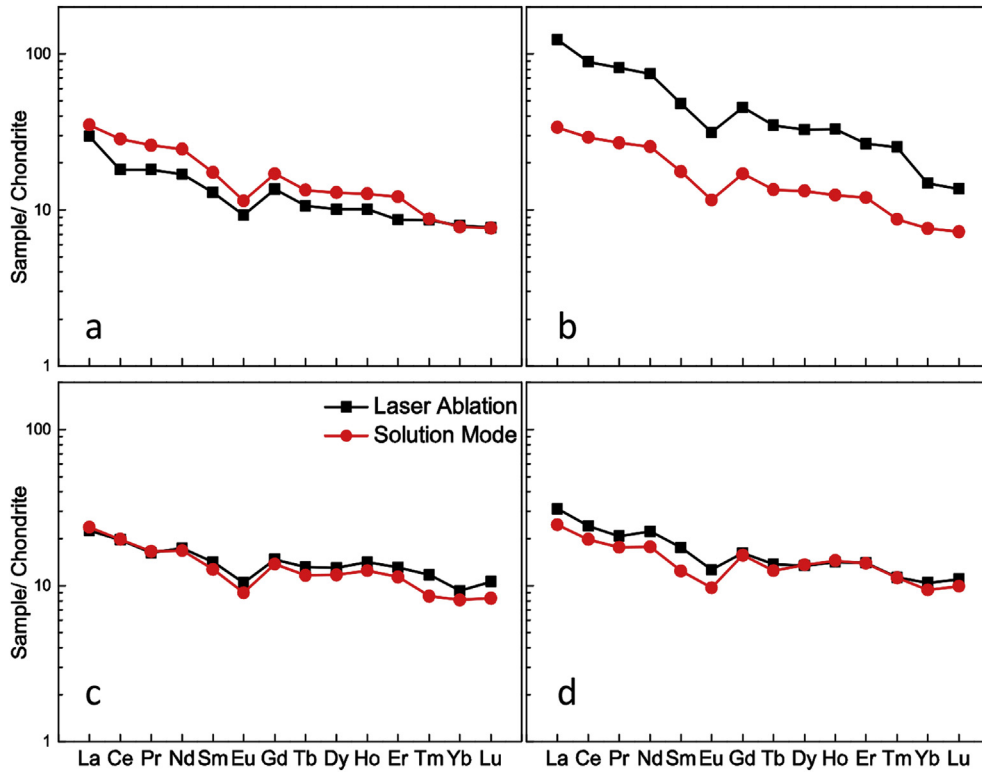 100
10
1
Sample/ Chondrite
a
b
100
10
1
Sample/ Chondrite
Laser Ablation
Solution Mode
c
d
La Ce Pr Nd Sm Eu Gd Tb Dy Ho Er Tm Yb Lu La Ce Pr Nd Sm Eu Gd Tb Dy Ho Er Tm Yb Lu